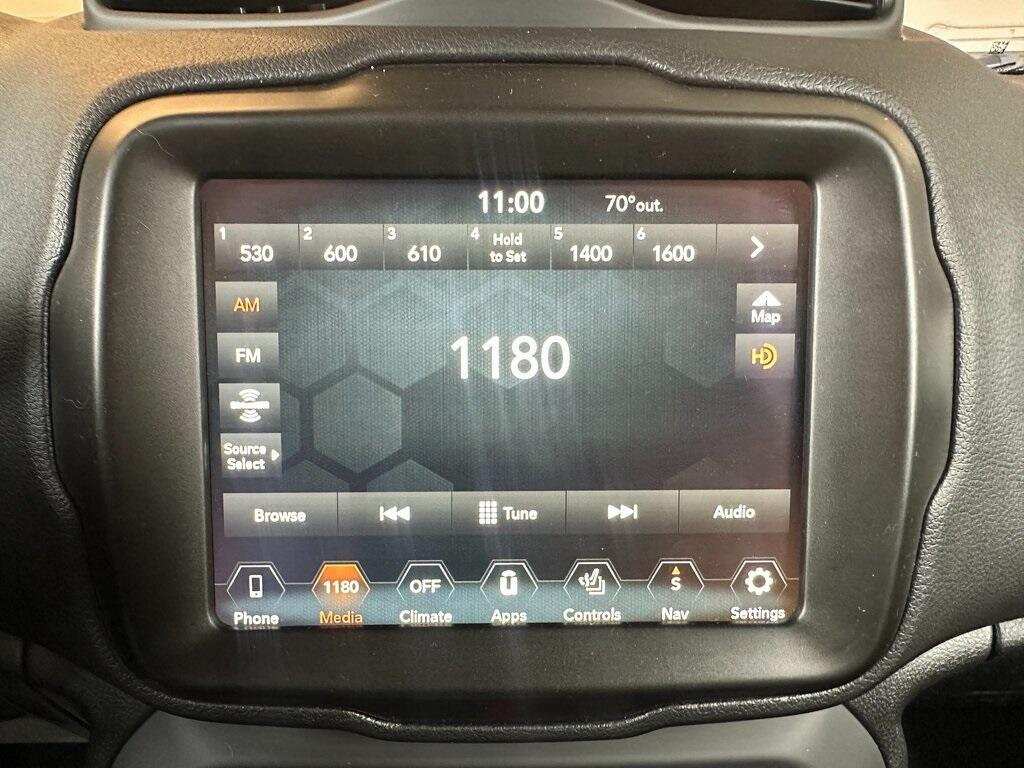 11:00 70°out.
1 530 2 600 3 610 4 Hold to Set 5 1400 6 1600
AM
Map
1180
FM
HD
Source
Select
Browse Tune Audio
1180 OFF S
Phone Media Climate Apps Controls Nav Settings